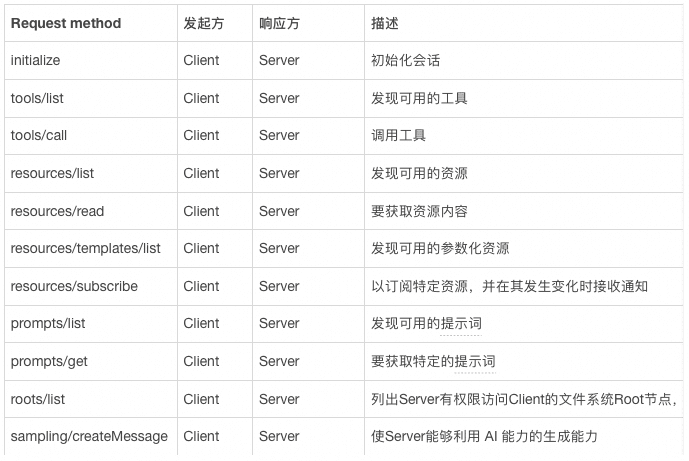 Request method 发起方 响应方 描述
initialize Client Server 初始化会话
tools/list Client Server 发现可用的工具
tools/call Client Server 调用工具
resources/list Client Server 发现可用的资源
resources/read Client Server 要获取资源内容
resources/templates/list Client Server 发现可用的参数化资源
resources/subscribe Client Server 以订阅特定资源，并在其发生变化时接收通知
prompts/list Client Server 发现可用的提示词
prompts/get Client Server 要获取特定的提示词
roots/list Client Server 列出Server有权限访问Client的文件系统Root节点，
sampling/createMessage Client Server 使Server能够利用 AI 能力的生成能力